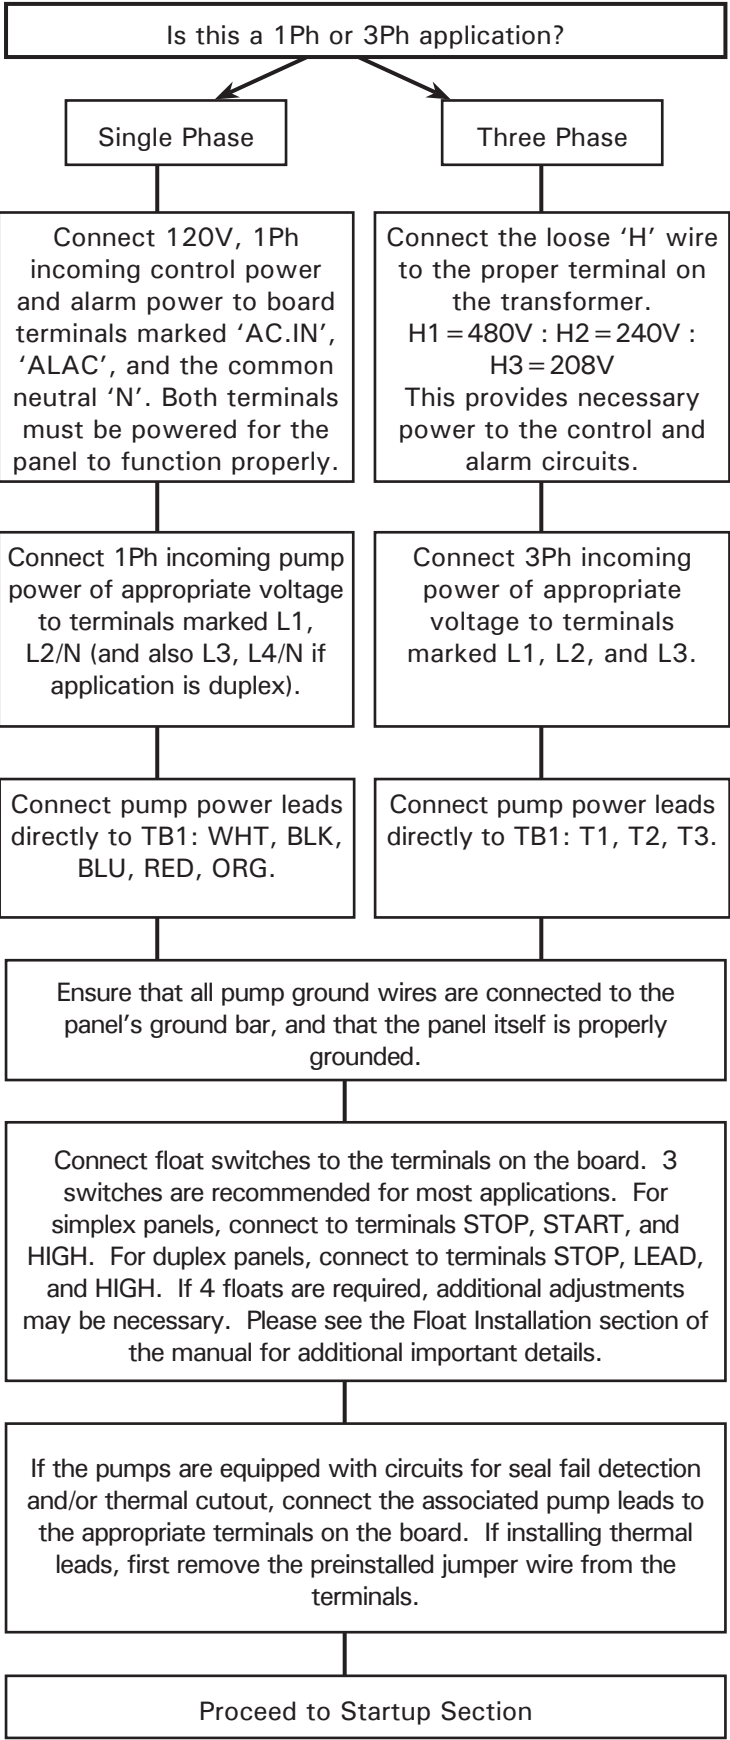 Is this a 1Ph or 3Ph application?
Single Phase
Three Phase
Connect 120V, 1Ph
incoming control power
and alarm power to board
terminals marked ‘AC.IN’,
‘ALAC’, and the common
neutral ‘N’. Both terminals
must be powered for the
panel to function properly.
Connect the loose ‘H’ wire
to the proper terminal on
the transformer.
H1=480V : H2=240V :
H3=208V
This provides necessary
power to the control and
alarm circuits.
Connect 1Ph incoming pump
power of appropriate voltage
to terminals marked L1,
L2/N (and also L3, L4/N if
application is duplex).
Connect 3Ph incoming
power of appropriate
voltage to terminals
marked L1, L2, and L3.
Connect pump power leads
directly to TB1: WHT, BLK,
BLU, RED, ORG.
Connect pump power leads
directly to TB1: T1, T2, T3.
Ensure that all pump ground wires are connected to the
panel’s ground bar, and that the panel itself is properly
grounded.
Connect float switches to the terminals on the board.  3
switches are recommended for most applications.  For
simplex panels, connect to terminals STOP, START, and
HIGH.  For duplex panels, connect to terminals STOP, LEAD,
and HIGH.  If 4 floats are required, additional adjustments
may be necessary.  Please see the Float Installation section of
the manual for additional important details.
If the pumps are equipped with circuits for seal fail detection
and/or thermal cutout, connect the associated pump leads to
the appropriate terminals on the board.  If installing thermal
leads, first remove the preinstalled jumper wire from the
terminals.
Proceed to Startup Section